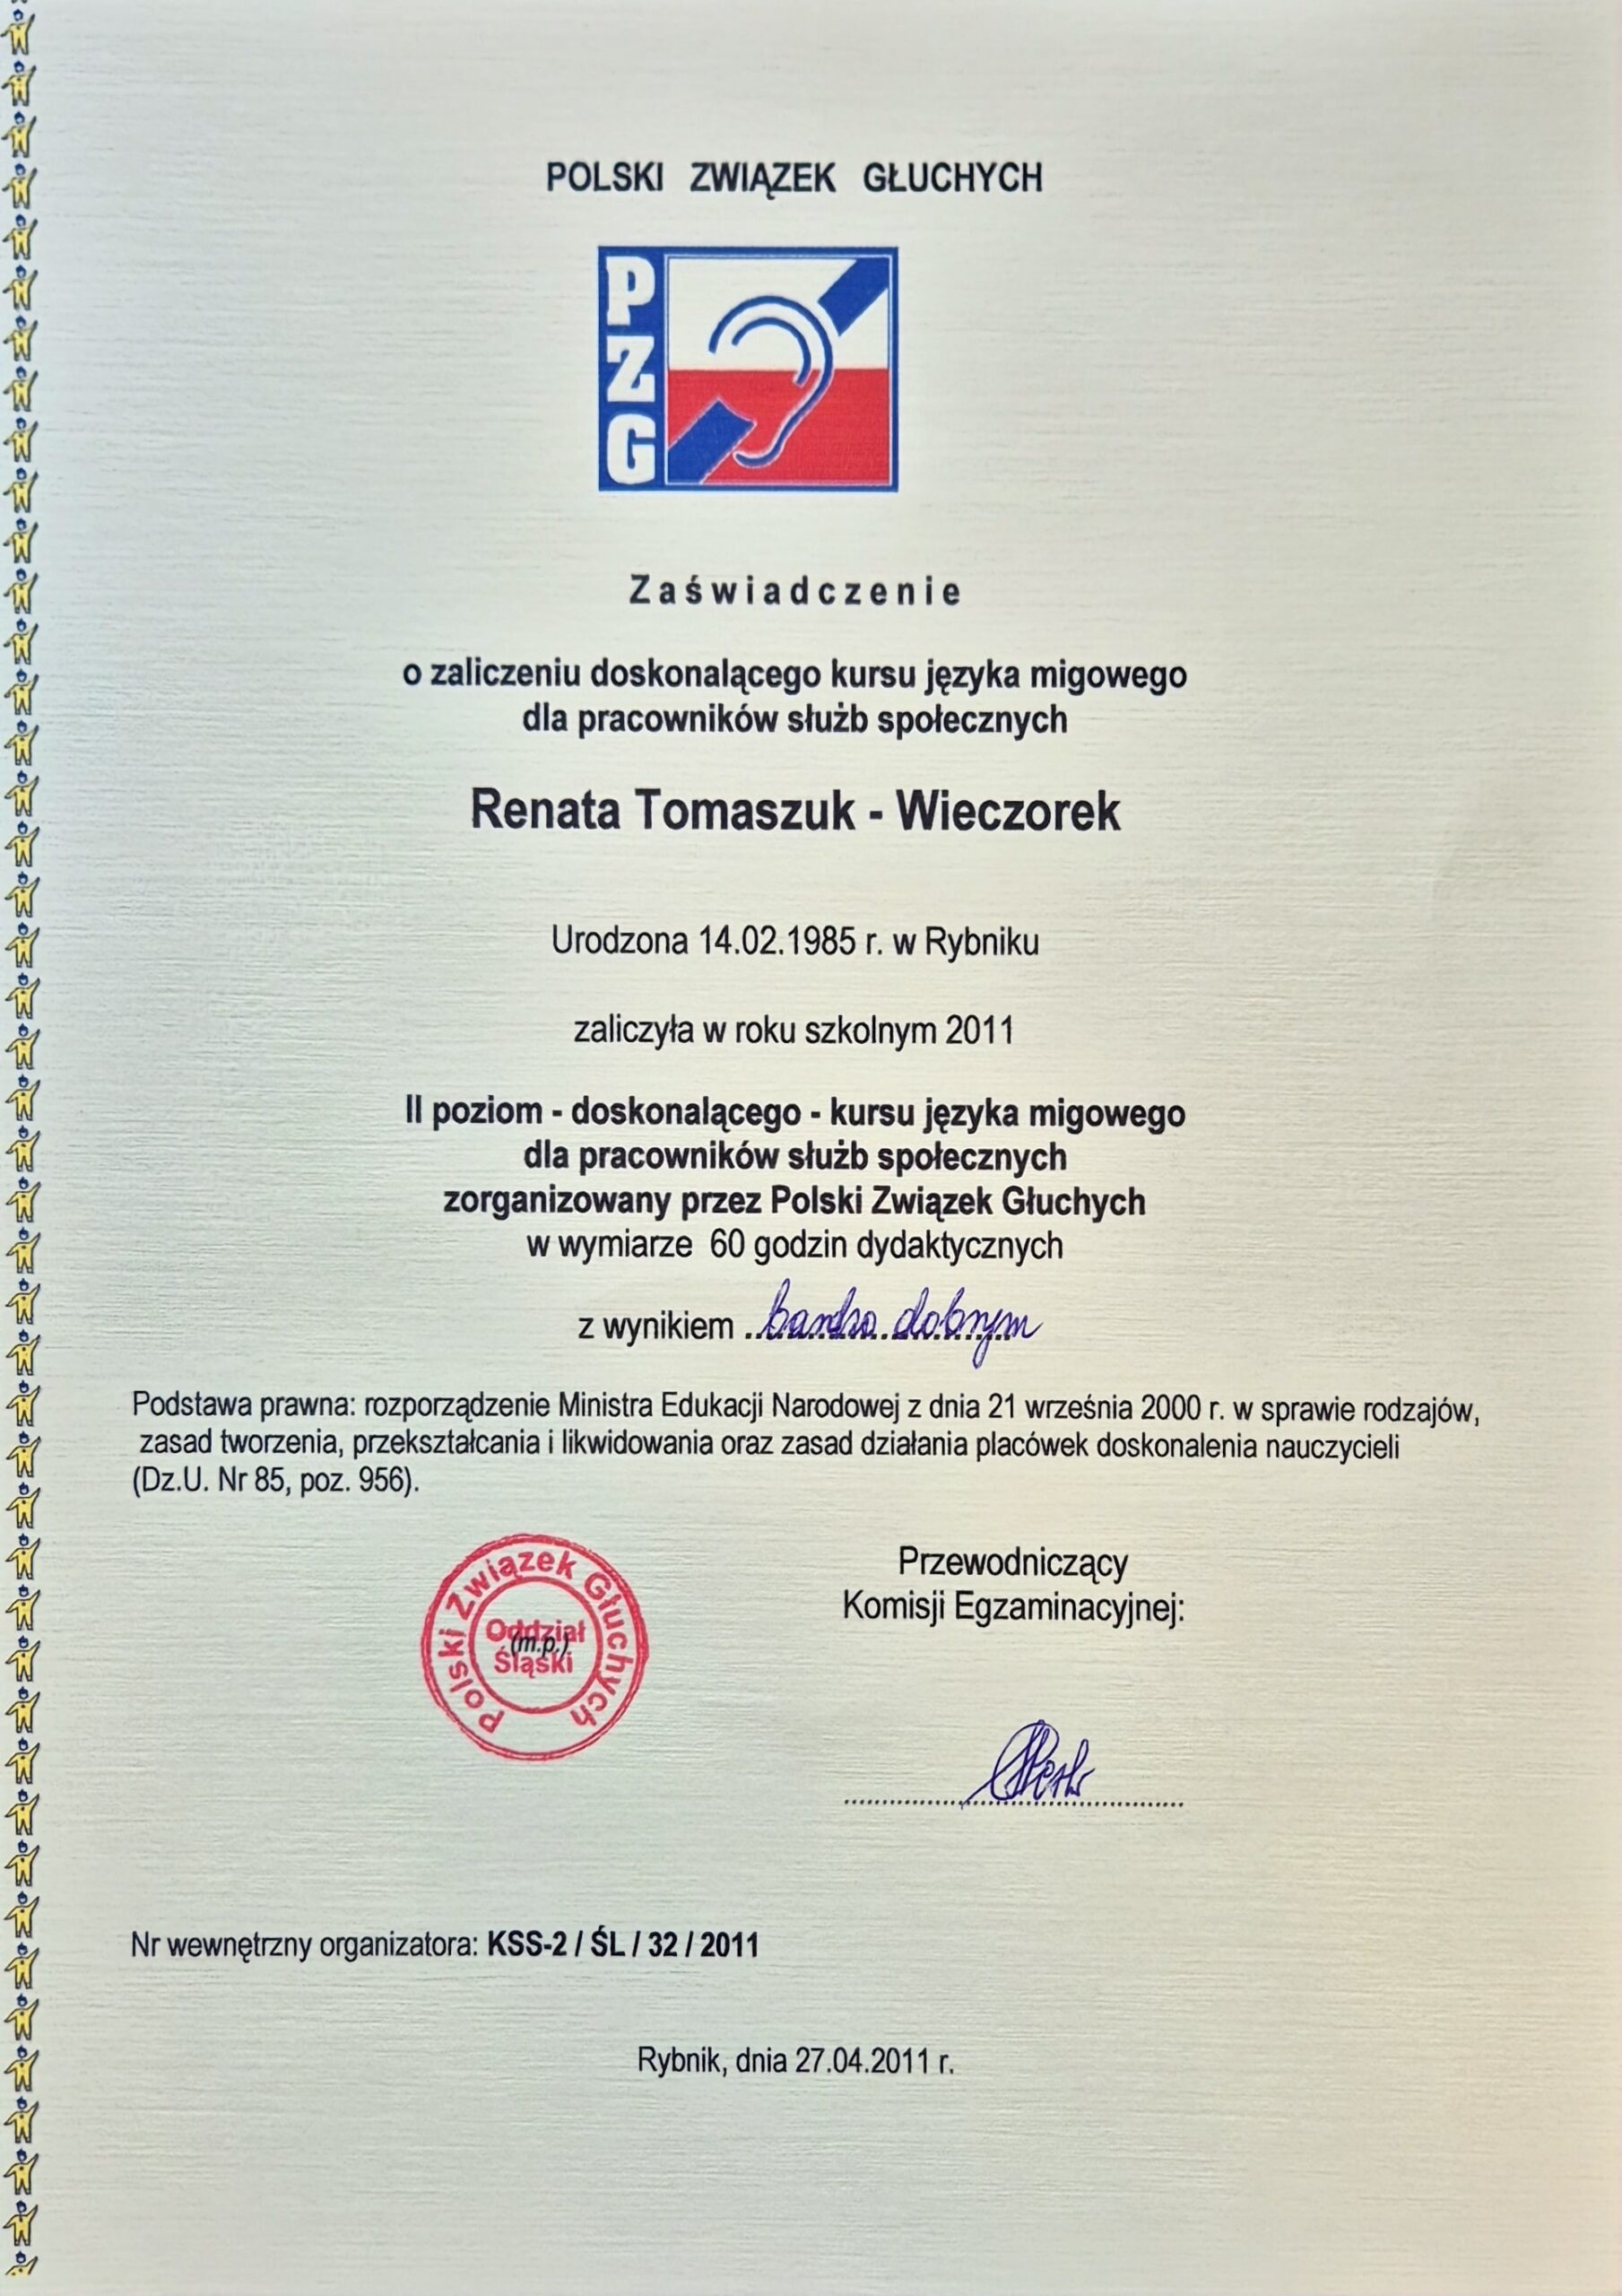 POLSKI ZWIĄZEK GŁUCHYCH
PZG
Zaświadczenie
o zaliczeniu doskonalącego kursu języka migowego
dla pracowników służb społecznych
Renata Tomaszuk - Wieczorek
Urodzona 14.02.1985 r. w Rybniku
zaliczyła w roku szkolnym 2011
II poziom - doskonalącego - kursu języka migowego
dla pracowników służb społecznych
zorganizowany przez Polski Związek Głuchych
w wymiarze 60 godzin dydaktycznych
z wynikiem bardzo dobrym
Podstawa prawna: rozporządzenie Ministra Edukacji Narodowej z dnia 21 września 2000 r. w sprawie rodzajów,
zasad tworzenia, przekształcania i likwidowania oraz zasad działania placówek doskonalenia nauczycieli
(Dz.U. Nr 85, poz. 956).
Polski Związek Głuchych
Oddział
(m.p.)
Śląski
Przewodniczący
Komisji Egzaminacyjnej:
Nr wewnętrzny organizatora: KSS-2 / ŚL / 32 / 2011
Rybnik, dnia 27.04.2011 r.